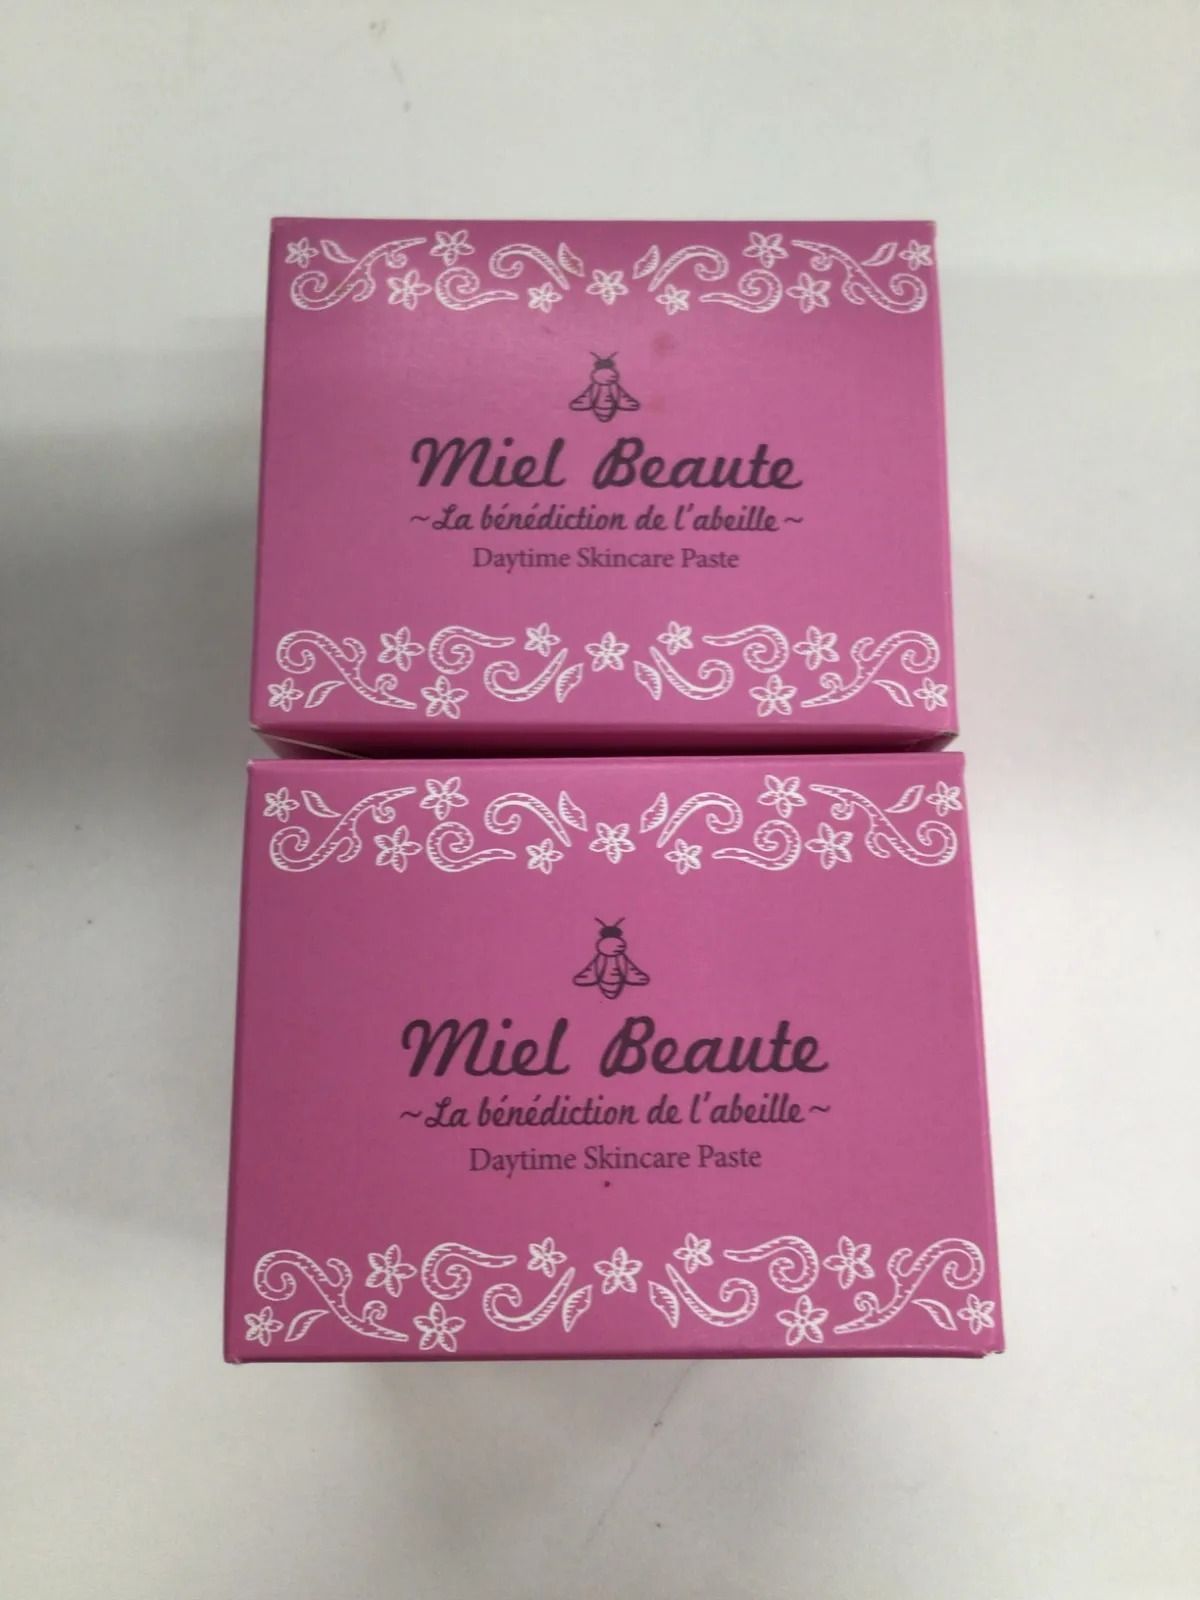 Miel Beaute
~La bénédiction de l'abeille~
Daytime Skincare Paste
Miel Beaute
~La bénédiction de l'abeille~
Daytime Skincare Paste